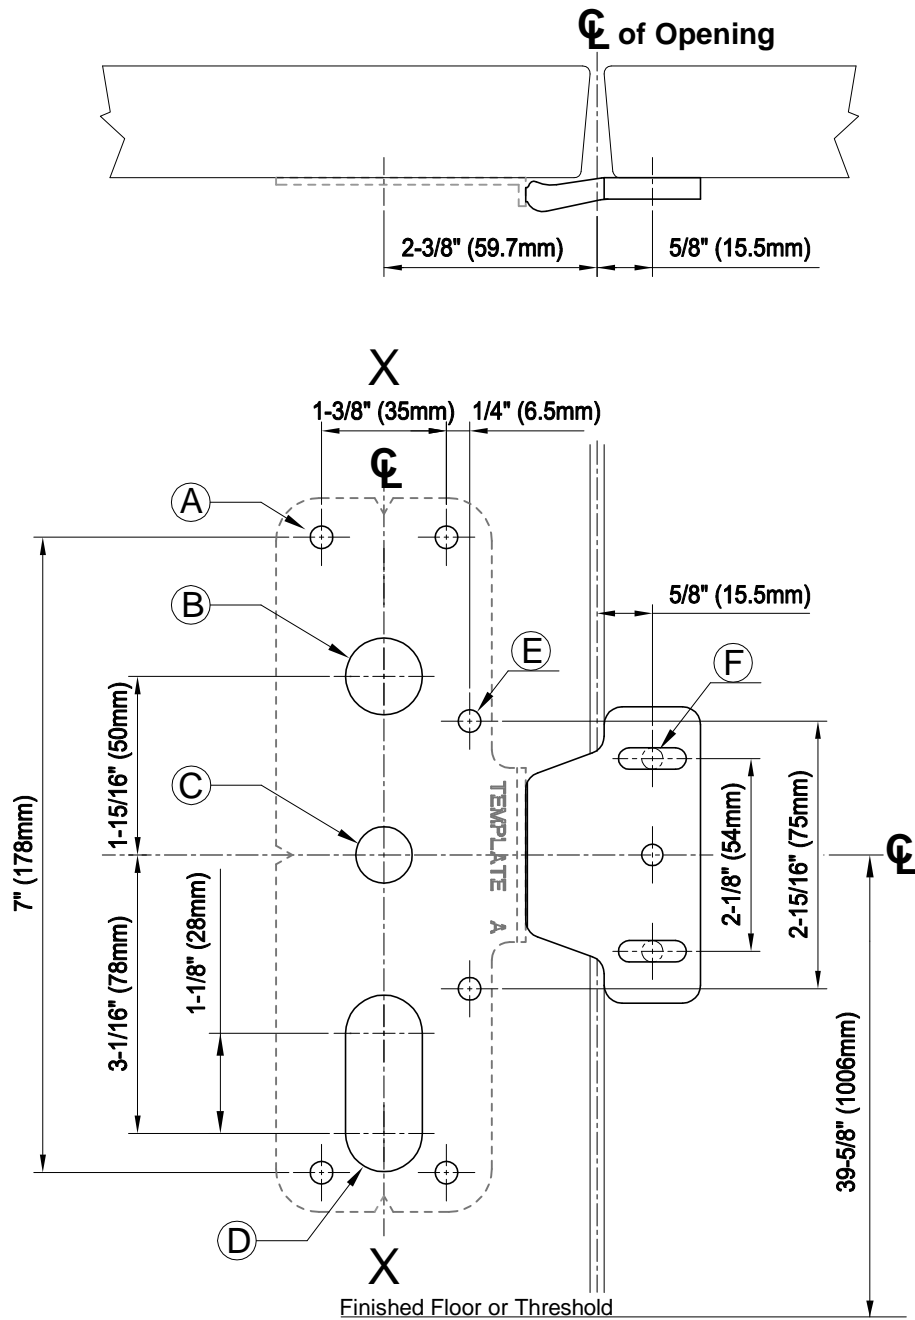 ℄ of Opening
2-3/8" (59.7mm)
5/8" (15.5mm)
X
1-3/8" (35mm)
1/4" (6.5mm)
℄
A
B
5/8" (15.5mm)
E
F
1-15/16" (50mm)
C
7" (178mm)
TEMPLATE A
2-1/8" (54mm)
2-15/16" (75mm)
℄
1-1/8" (28mm)
3-1/16" (78mm)
39-5/8" (1006mm)
D
X
Finished Floor or Threshold